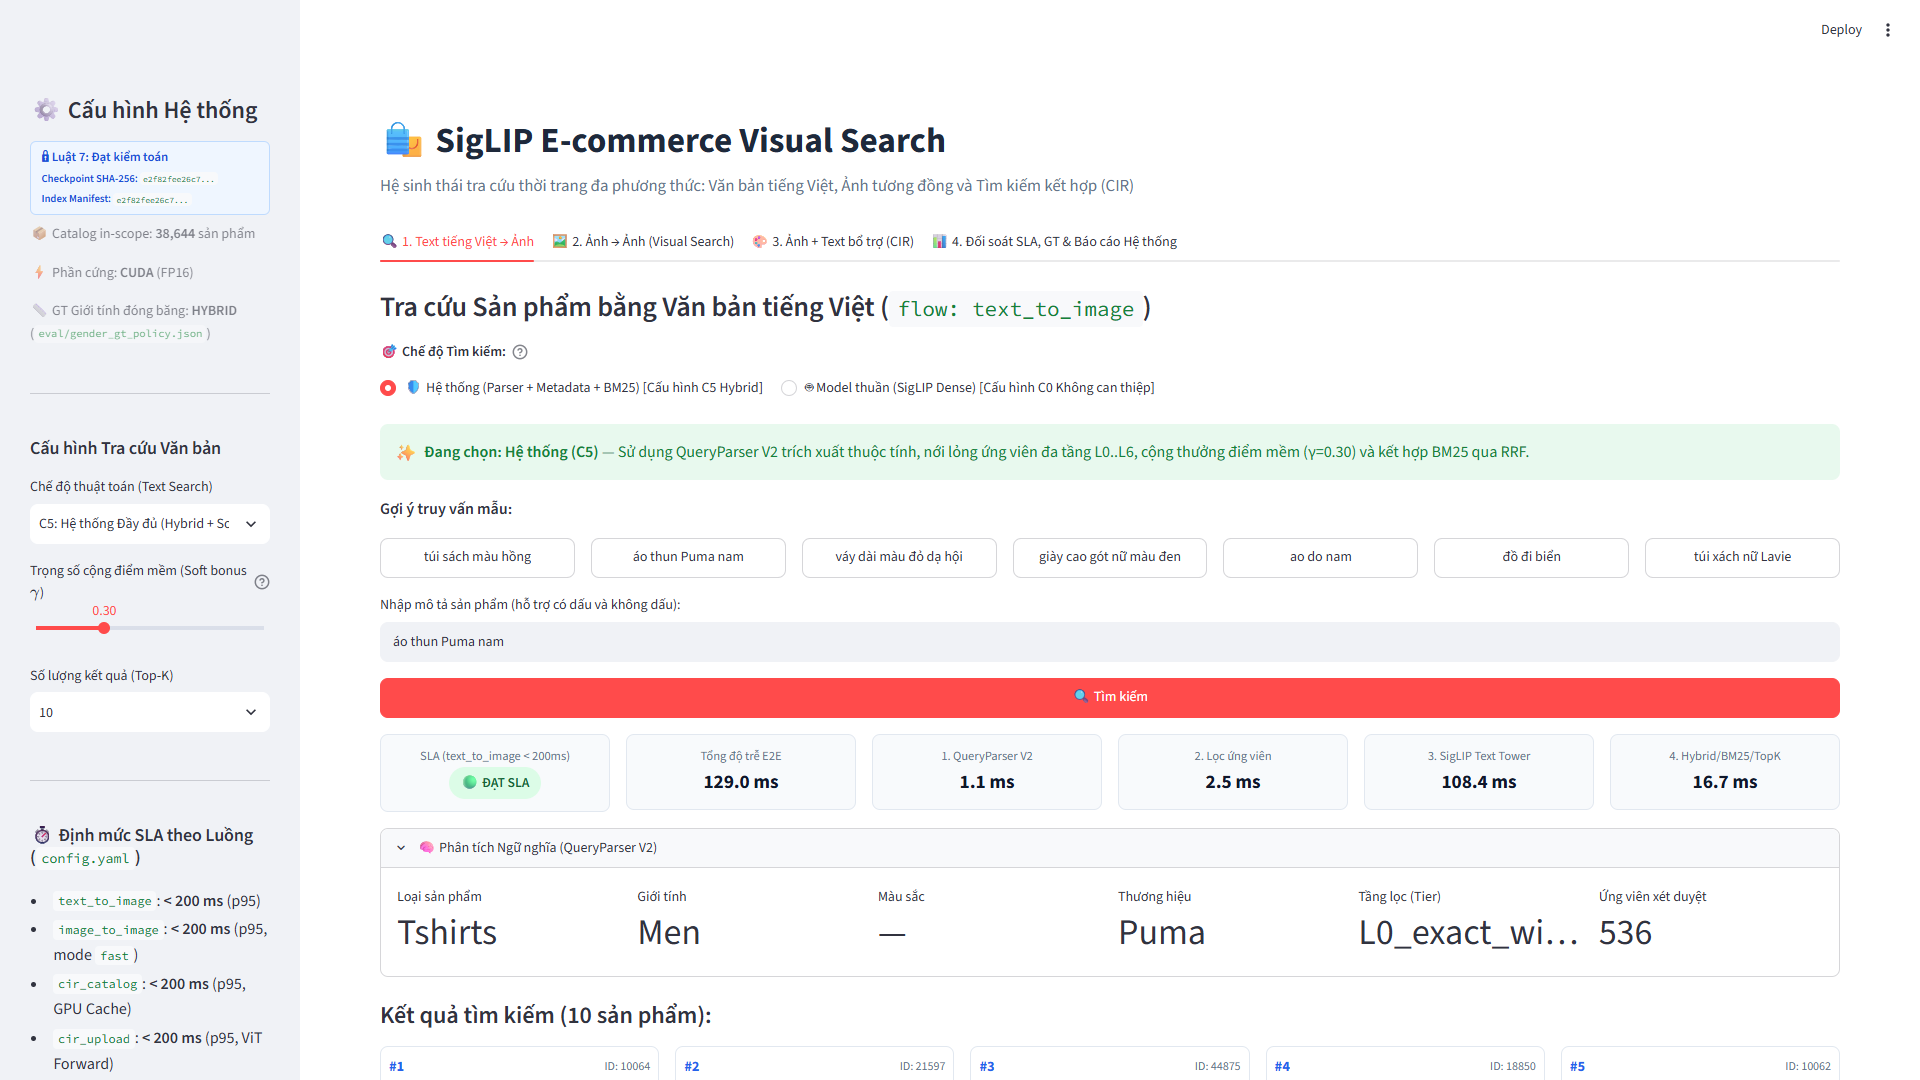 Deploy
Cấu hình Hệ thống
Luật 7: Đạt kiểm toán
Checkpoint SHA-256: e2f82fee26c7...
Index Manifest: e2f82fee26c7...
Catalog in-scope: 38,644 sản phẩm
Phần cứng: CUDA (FP16)
GT Giới tính đóng băng: HYBRID
( eval/gender_gt_policy.json )
Cấu hình Tra cứu Văn bản
Chế độ thuật toán (Text Search)
C5: Hệ thống Đầy đủ (Hybrid + Sc
Trọng số cộng điểm mềm (Soft bonus
γ)
0.30
Số lượng kết quả (Top-K)
10
Định mức SLA theo Luồng
( config.yaml )
text_to_image : < 200 ms (p95)
image_to_image : < 200 ms (p95,
mode fast )
cir_catalog : < 200 ms (p95,
GPU Cache)
cir_upload : < 200 ms (p95, ViT
Forward)
SigLIP E-commerce Visual Search
Hệ sinh thái tra cứu thời trang đa phương thức: Văn bản tiếng Việt, Ảnh tương đồng và Tìm kiếm kết hợp (CIR)
1. Text tiếng Việt → Ảnh
2. Ảnh → Ảnh (Visual Search)
3. Ảnh + Text bổ trợ (CIR)
4. Đối soát SLA, GT & Báo cáo Hệ thống
Tra cứu Sản phẩm bằng Văn bản tiếng Việt ( flow: text_to_image )
Chế độ Tìm kiếm:
Hệ thống (Parser + Metadata + BM25) [Cấu hình C5 Hybrid]
Model thuần (SigLIP Dense) [Cấu hình C0 Không can thiệp]
Đang chọn: Hệ thống (C5) — Sử dụng QueryParser V2 trích xuất thuộc tính, nới lỏng ứng viên đa tầng L0..L6, cộng thưởng điểm mềm (γ=0.30) và kết hợp BM25 qua RRF.
Gợi ý truy vấn mẫu:
túi sách màu hồng
áo thun Puma nam
váy dài màu đỏ dạ hội
giày cao gót nữ màu đen
ao do nam
đồ đi biển
túi xách nữ Lavie
Nhập mô tả sản phẩm (hỗ trợ có dấu và không dấu):
áo thun Puma nam
Tìm kiếm
SLA (text_to_image < 200ms)
ĐẠT SLA
Tổng độ trễ E2E
129.0 ms
1. QueryParser V2
1.1 ms
2. Lọc ứng viên
2.5 ms
3. SigLIP Text Tower
108.4 ms
4. Hybrid/BM25/TopK
16.7 ms
Phân tích Ngữ nghĩa (QueryParser V2)
Loại sản phẩm
Tshirts
Giới tính
Men
Màu sắc
—
Thương hiệu
Puma
Tầng lọc (Tier)
L0_exact_wi...
Ứng viên xét duyệt
536
Kết quả tìm kiếm (10 sản phẩm):
#1 ID: 10064
#2 ID: 21597
#3 ID: 44875
#4 ID: 18850
#5 ID: 10062